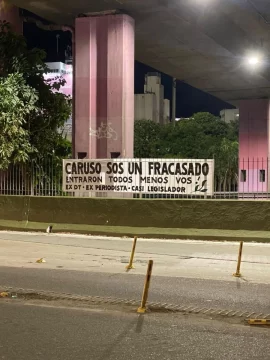 CARUSO SOS UN FRACASADO
ENTRARON TODOS MENOS VOS
EX DT - EX PERIODISTA - CASI LEGISLADOR